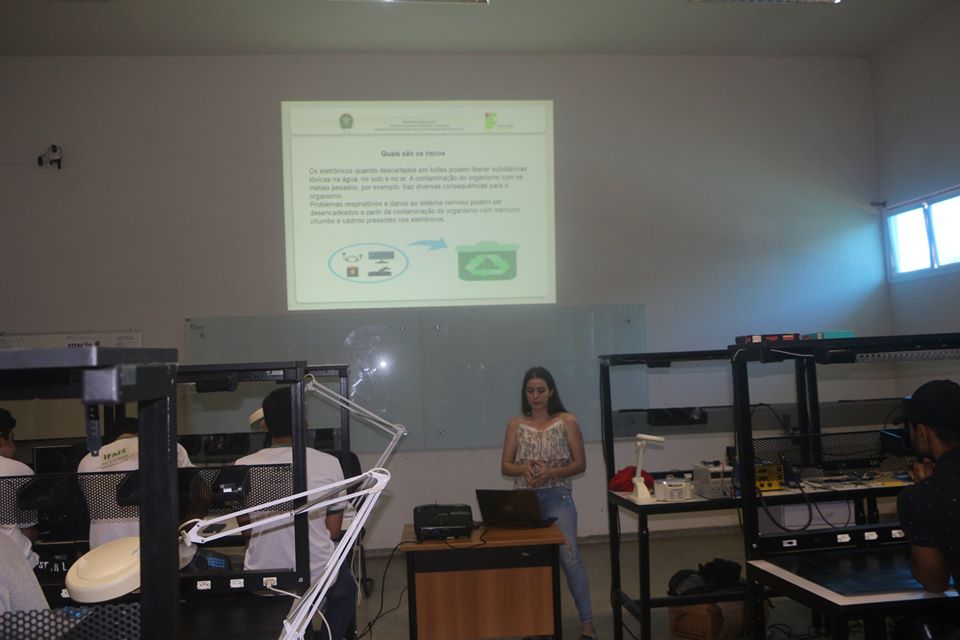 Quais são os riscos
Os eletrônicos quando descartados em lixões podem liberar substâncias
tóxicas na água, no solo e no ar. A contaminação do organismo com os
metais pesados, por exemplo, traz diversas consequências para o
organismo.
Problemas respiratórios e danos ao sistema nervoso podem ser
desencadeados a partir da contaminação do organismo com mercúrio,
chumbo e cádmio presentes nos eletrônicos.
ATENÇÃO
IFMS